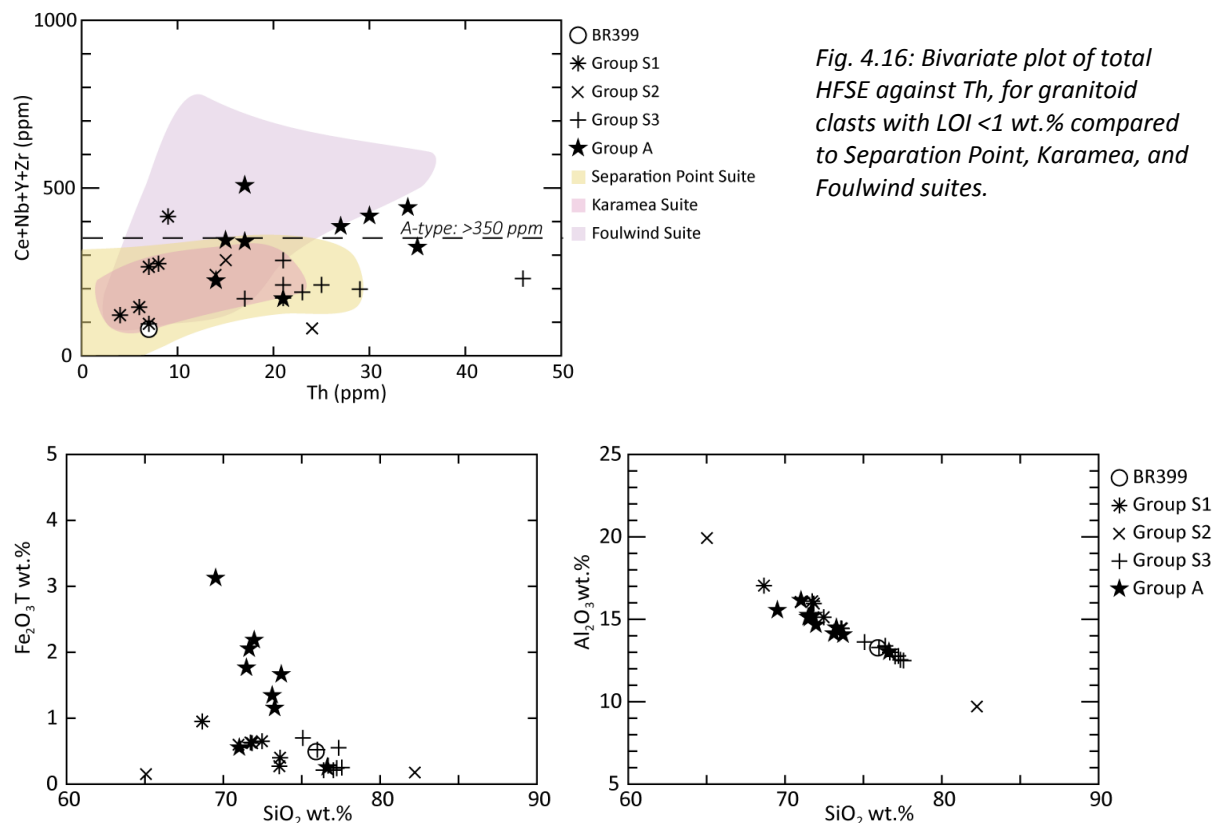 1000
500
0
Ce+Nb+Y+Zr (ppm)
A-type: >350 ppm
0 10 20 30 40 50
Th (ppm)
BR399
Group S1
Group S2
Group S3
Group A
Separation Point Suite
Karamea Suite
Foulwind Suite
Fig. 4.16: Bivariate plot of total
HFSE against Th, for granitoid
clasts with LOI <1 wt.% compared
to Separation Point, Karamea, and
Foulwind suites.
5
4
3
2
1
0
Fe₂O₃T wt.%
60 70 80 90
SiO₂ wt.%
25
20
15
10
5
Al₂O₃ wt.%
60 70 80 90
SiO₂ wt.%
BR399
Group S1
Group S2
Group S3
Group A